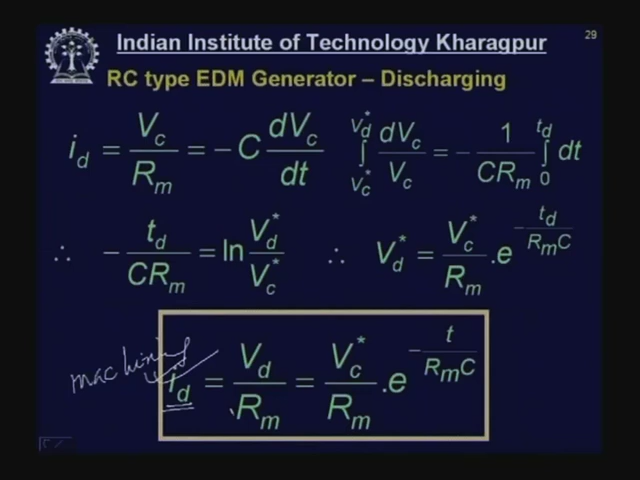 29
Indian Institute of Technology Kharagpur
RC type EDM Generator – Discharging
i_d = V_c / R_m = – C dV_c / dt    ∫_{V_c^*}^{V_d^*} dV_c / V_c = – 1 / CR_m ∫_0^{t_d} dt
∴ – t_d / CR_m = ln V_d^* / V_c^*    ∴ V_d^* = V_c^* / R_m .e^{– t_d / R_mC}
machining
i_d = V_d / R_m = V_c^* / R_m .e^{– t / R_mC}